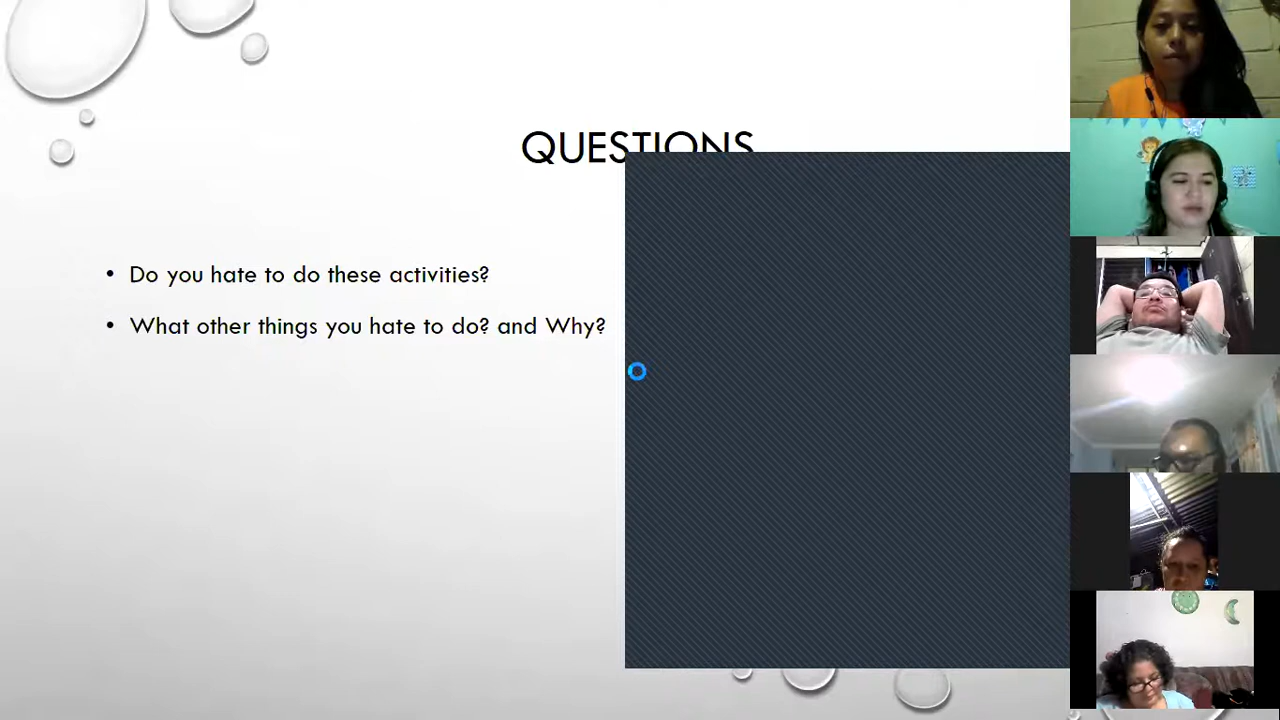 QUESTIONS
• Do you hate to do these activities?
• What other things you hate to do? and Why?